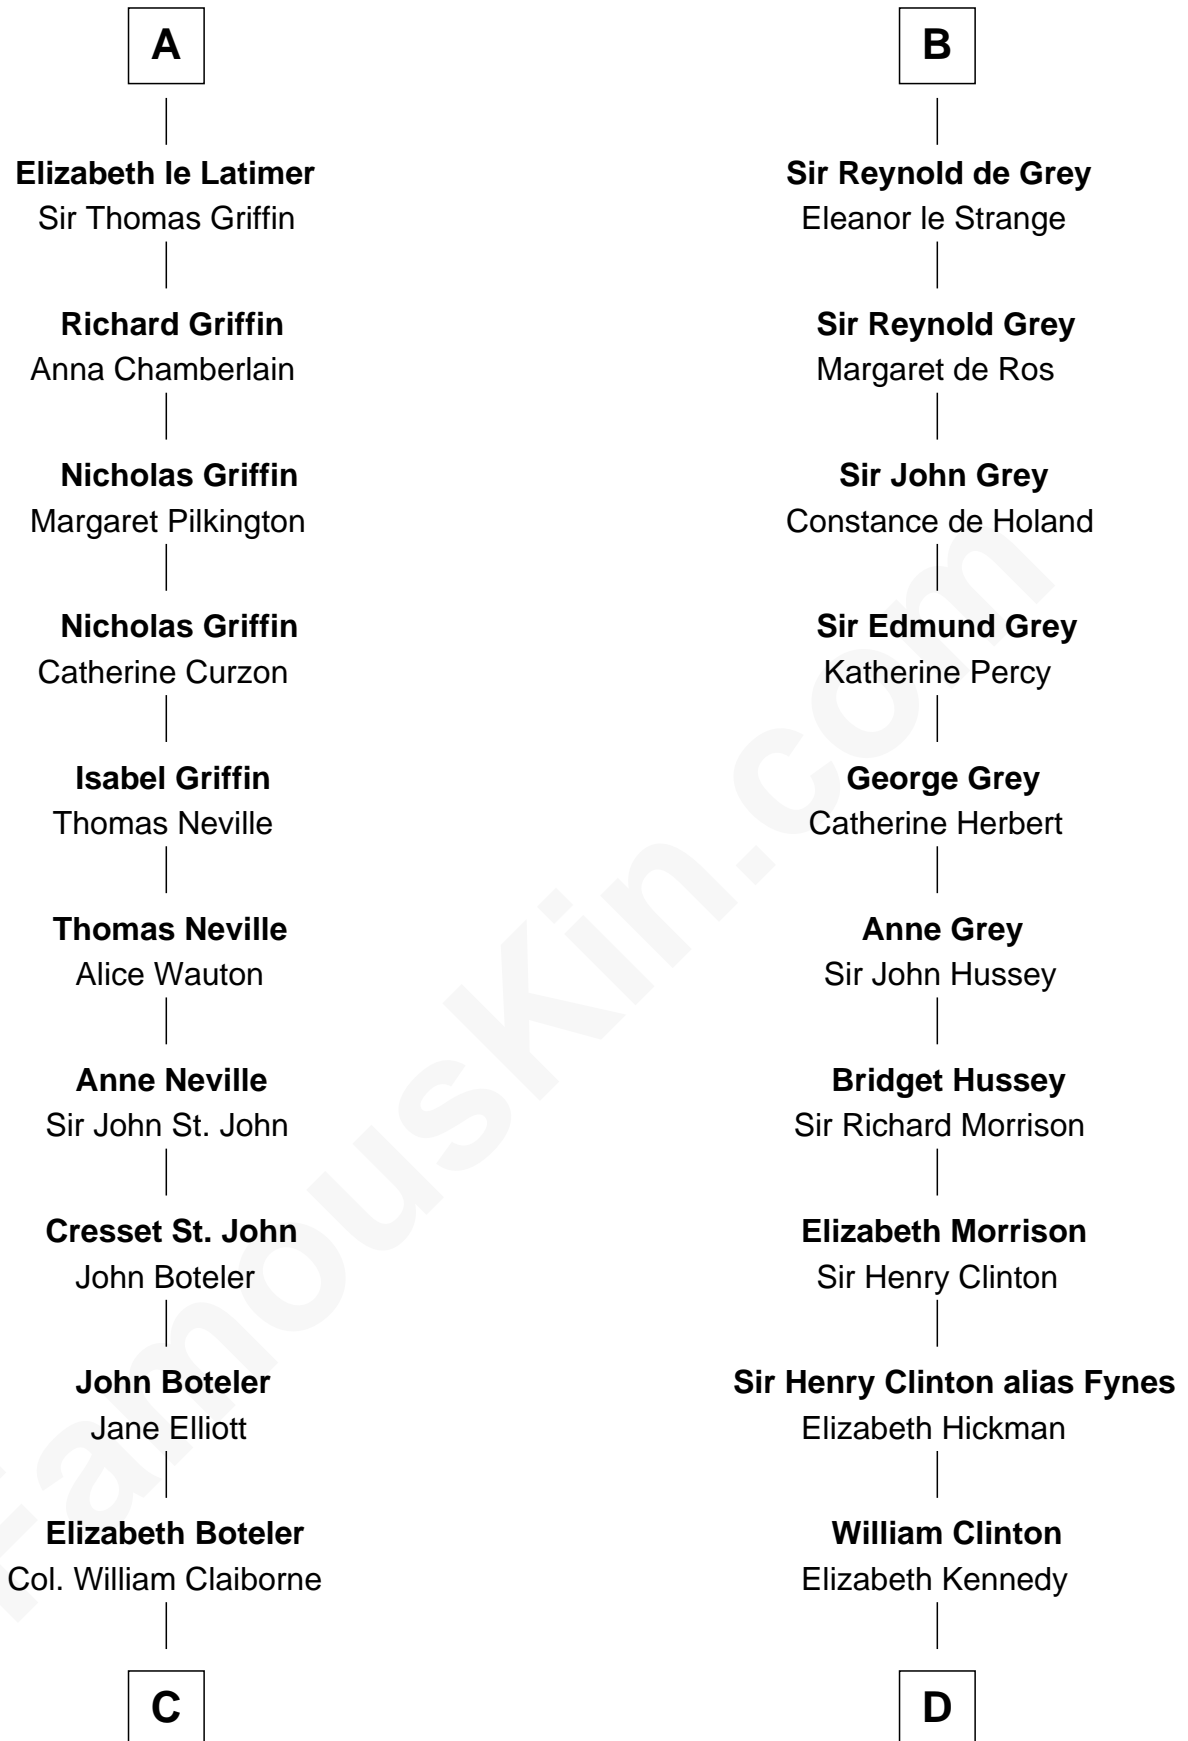 A
Elizabeth le Latimer
Sir Thomas Griffin
Richard Griffin
Anna Chamberlain
Nicholas Griffin
Margaret Pilkington
Nicholas Griffin
Catherine Curzon
Isabel Griffin
Thomas Neville
Thomas Neville
Alice Wauton
Anne Neville
Sir John St. John
Cresset St. John
John Boteler
John Boteler
Jane Elliott
Elizabeth Boteler
Col. William Claiborne
C
B
Sir Reynold de Grey
Eleanor le Strange
Sir Reynold Grey
Margaret de Ros
Sir John Grey
Constance de Holand
Sir Edmund Grey
Katherine Percy
George Grey
Catherine Herbert
Anne Grey
Sir John Hussey
Bridget Hussey
Sir Richard Morrison
Elizabeth Morrison
Sir Henry Clinton
Sir Henry Clinton alias Fynes
Elizabeth Hickman
William Clinton
Elizabeth Kennedy
D
FamousKin.com